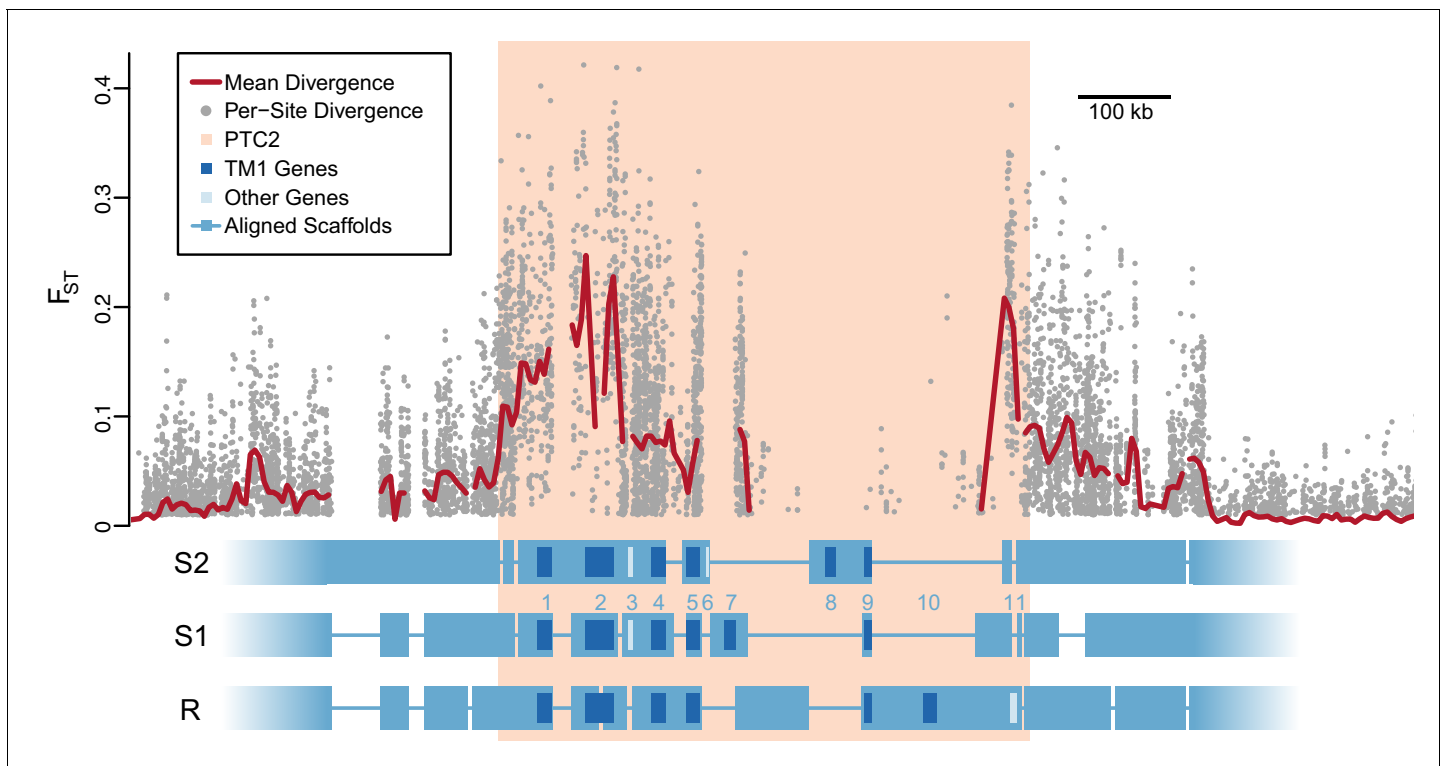 Mean Divergence
Per−Site Divergence
PTC2
TM1 Genes
Other Genes
Aligned Scaffolds
100 kb
FST
0.4
0.3
0.2
0.1
0
S2
1 2 3 4 5 6 7 8 9 10 11
S1
R